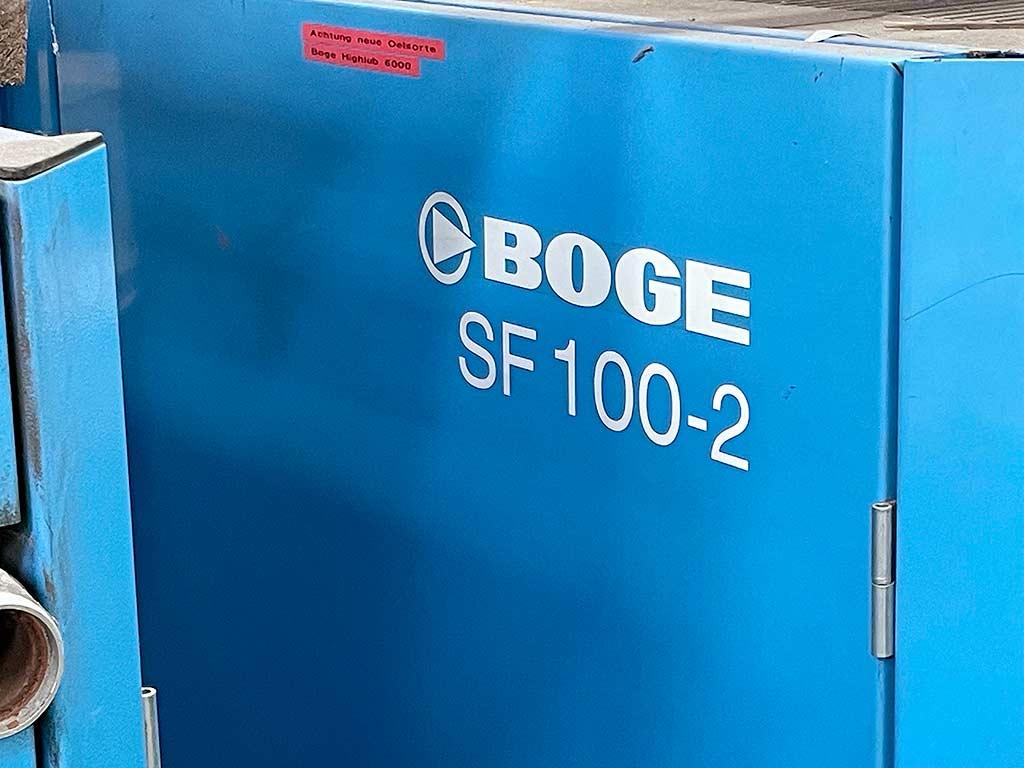 Achtung neue Oelsorte
Boge Highlub 6000
BOGE
SF 100-2